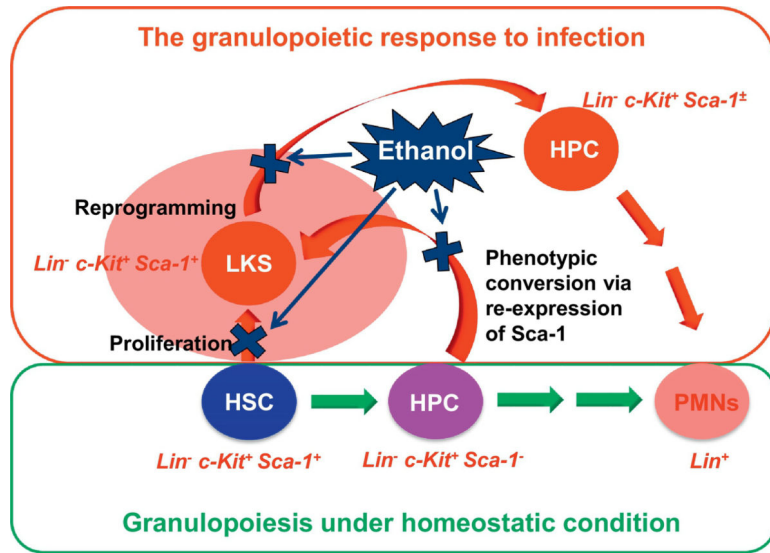 The granulopoietic response to infection
Lin⁻ c-Kit⁺ Sca-1±
Ethanol
HPC
Reprogramming
Lin⁻ c-Kit⁺ Sca-1⁺
LKS
Phenotypic
conversion via
re-expression
of Sca-1
Proliferation
HSC
HPC
PMNs
Lin⁻ c-Kit⁺ Sca-1⁺
Lin⁻ c-Kit⁺ Sca-1⁻
Lin⁺
Granulopoiesis under homeostatic condition